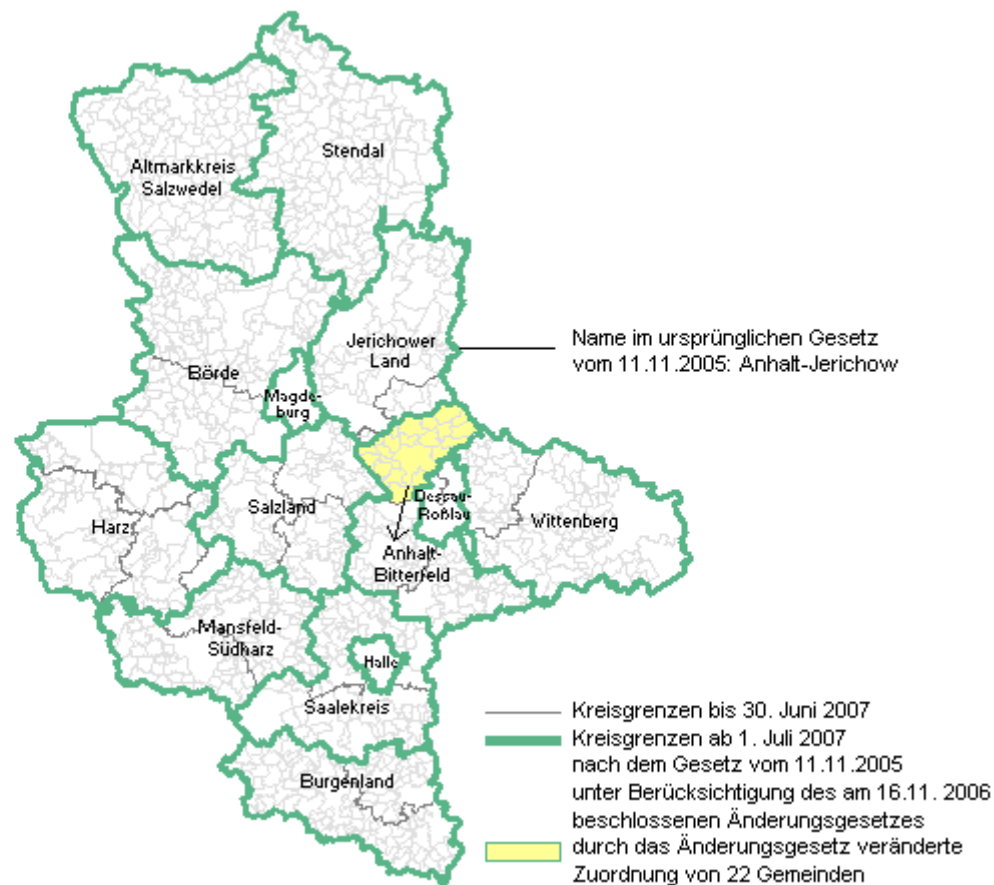 Altmarkkreis
Salzwedel
Stendal
Jerichower
Land
Name im ursprünglichen Gesetz
vom 11.11.2005: Anhalt-Jerichow
Börde
Magde-
burg
Harz
Salzland
Dessau-
Roßlau
Wittenberg
Anhalt-
Bitterfeld
Mansfeld-
Südharz
Halle
Saalekreis
Burgenland
Kreisgrenzen bis 30. Juni 2007
Kreisgrenzen ab 1. Juli 2007
nach dem Gesetz vom 11.11.2005
unter Berücksichtigung des am 16.11. 2006
beschlossenen Änderungsgesetzes
durch das Änderungsgesetz veränderte
Zuordnung von 22 Gemeinden